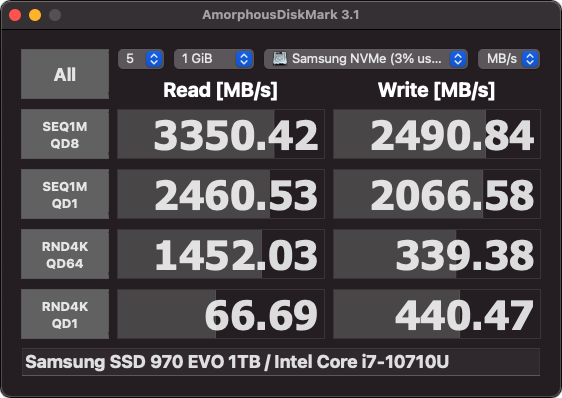 AmorphousDiskMark 3.1
All
5
1 GiB
Samsung NVMe (3% us...
MB/s
Read [MB/s]
Write [MB/s]
SEQ1M
QD8
3350.42
2490.84
SEQ1M
QD1
2460.53
2066.58
RND4K
QD64
1452.03
339.38
RND4K
QD1
66.69
440.47
Samsung SSD 970 EVO 1TB / Intel Core i7-10710U